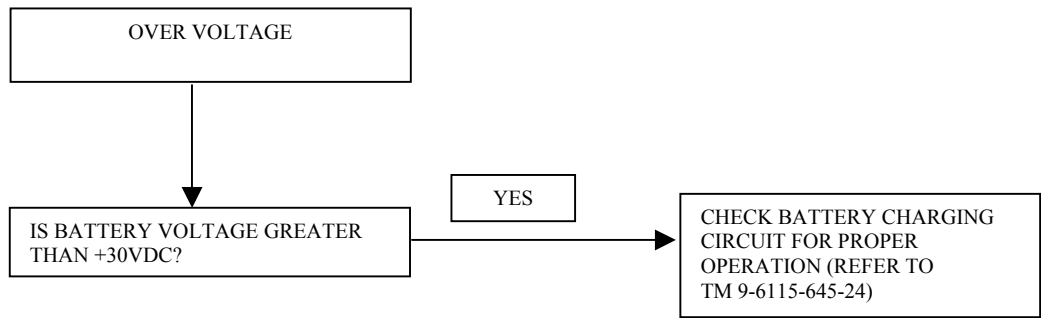 OVER VOLTAGE
IS BATTERY VOLTAGE GREATER
THAN +30VDC?
YES
CHECK BATTERY CHARGING
CIRCUIT FOR PROPER
OPERATION (REFER TO
TM 9-6115-645-24)